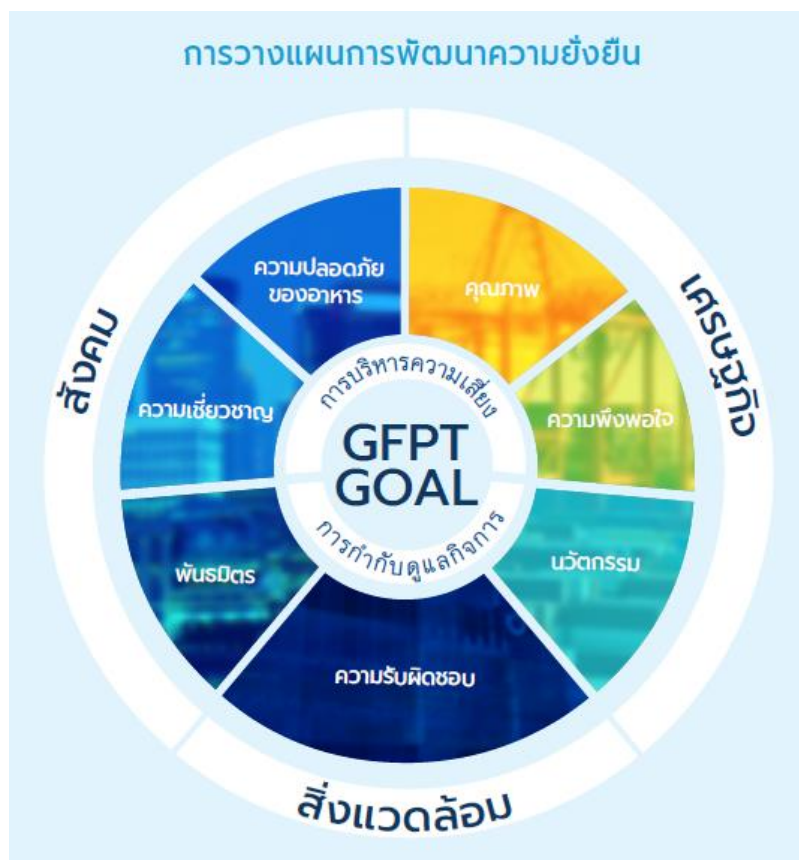 การวางแผนการพัฒนาความยั่งยืน
สังคม
เศรษฐกิจ
สิ่งแวดล้อม
ความปลอดภัย
ของอาหาร
คุณภาพ
ความเชี่ยวชาญ
ความพึงพอใจ
พันธมิตร
นวัตกรรม
ความรับผิดชอบ
การบริหารความเสี่ยง
GFPT
GOAL
การกำกับดูแลกิจการ